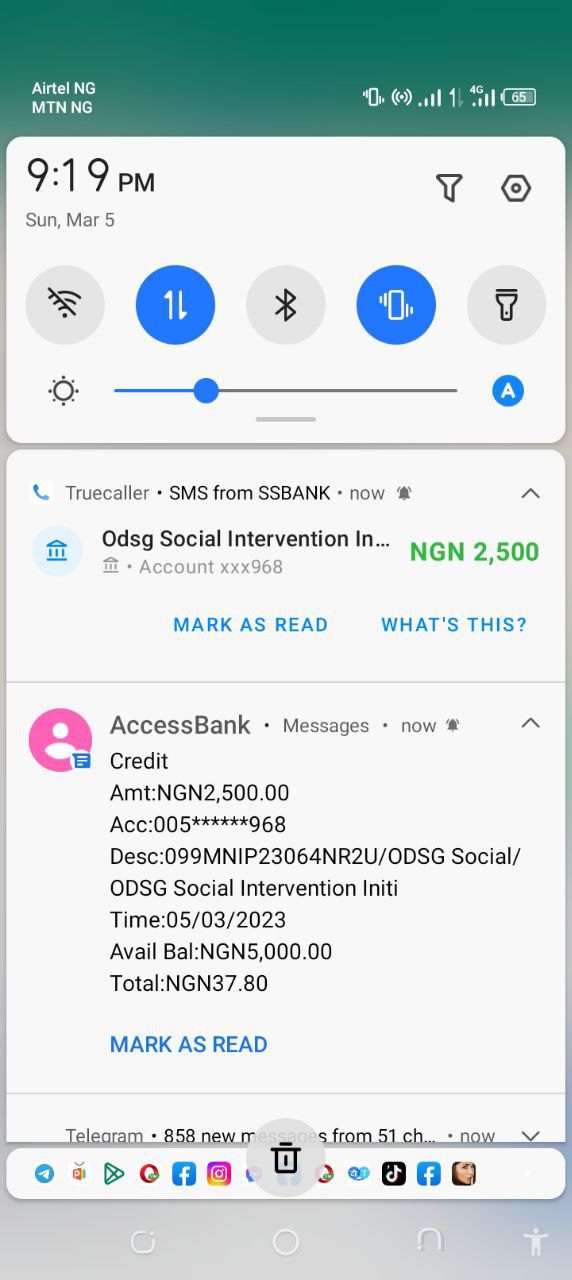 Airtel NG
MTN NG
4G
65
9:19 PM
Sun, Mar 5
A
Truecaller • SMS from SSBANK • now
Odsg Social Intervention In...
NGN 2,500
• Account xxx968
MARK AS READ
WHAT'S THIS?
AccessBank • Messages • now
Credit
Amt:NGN2,500.00
Acc:005******968
Desc:099MNIP23064NR2U/ODSG Social/
ODSG Social Intervention Initi
Time:05/03/2023
Avail Bal:NGN5,000.00
Total:NGN37.80
MARK AS READ
Telegram • 858 new messages from 51 ch... • now